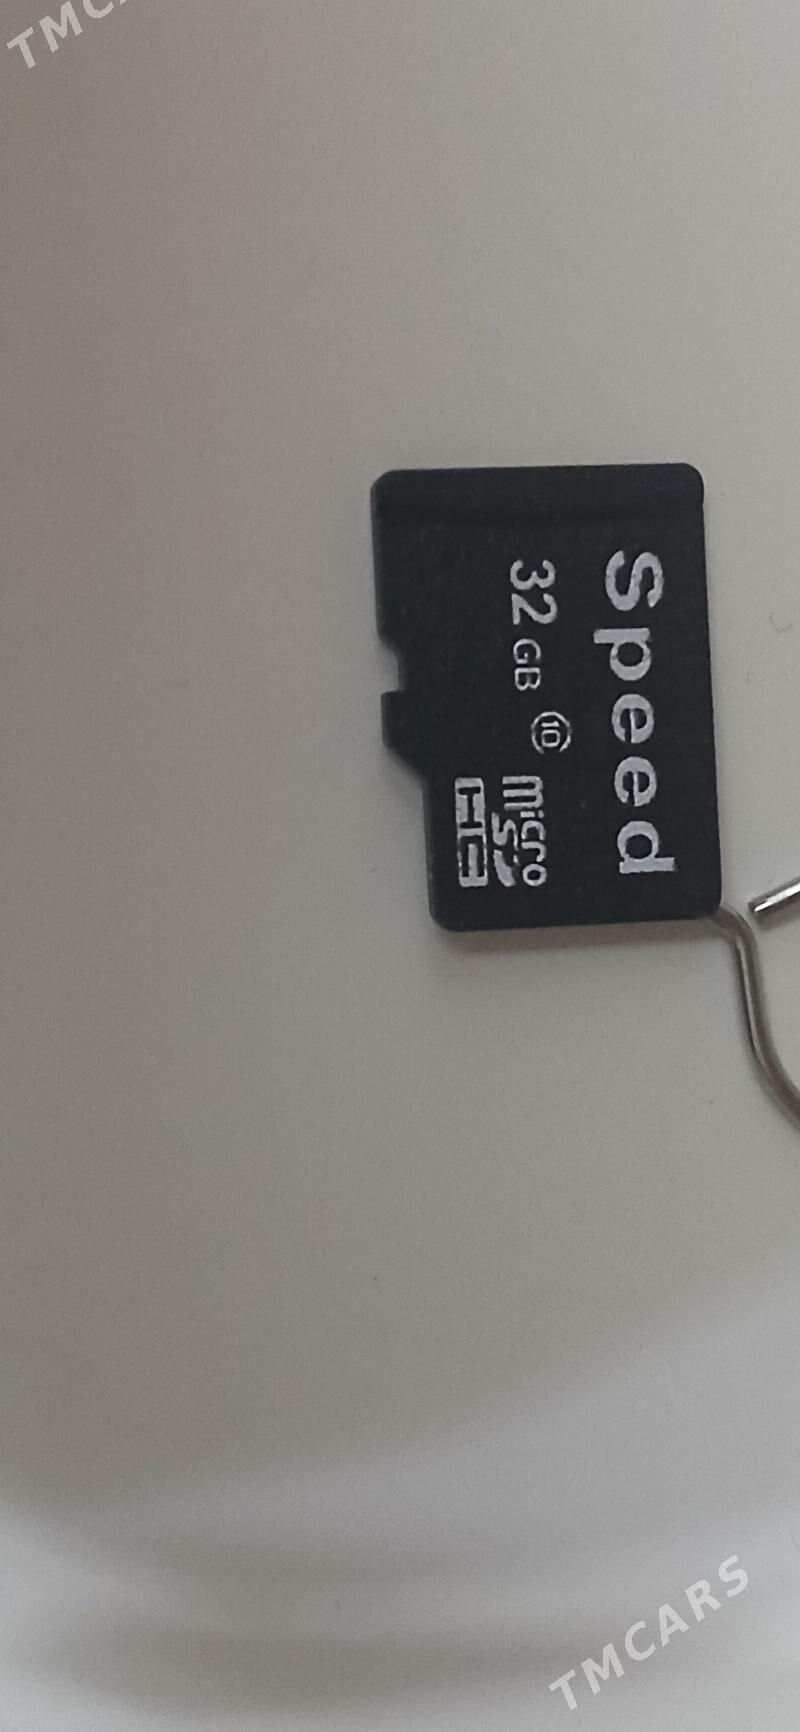 TMCA
Speed
32 GB 10
micro
SD
HC
TMCARS